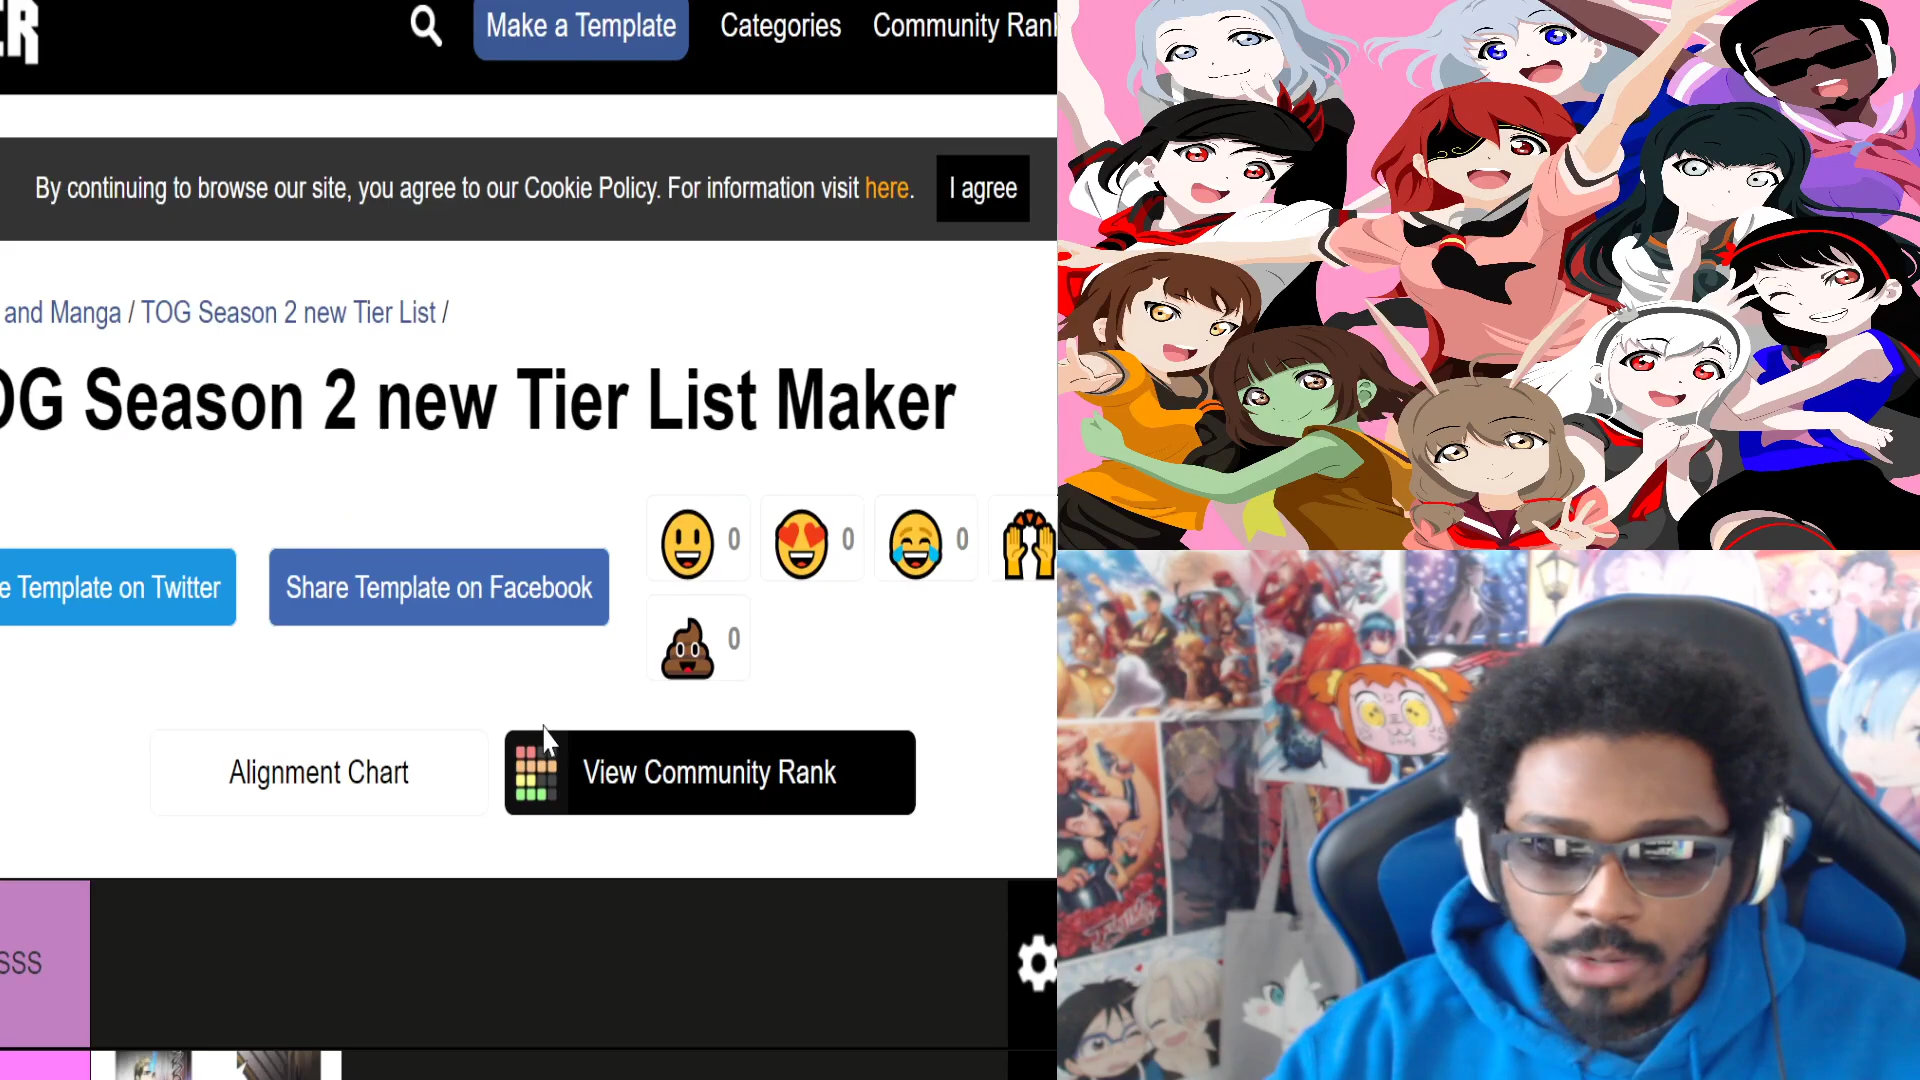 ER
Make a Template
Categories
Community Rank
By continuing to browse our site, you agree to our Cookie Policy. For information visit here.
I agree
and Manga / TOG Season 2 new Tier List /
OG Season 2 new Tier List Maker
e Template on Twitter
Share Template on Facebook
0
0
0
0
Alignment Chart
View Community Rank
SSS